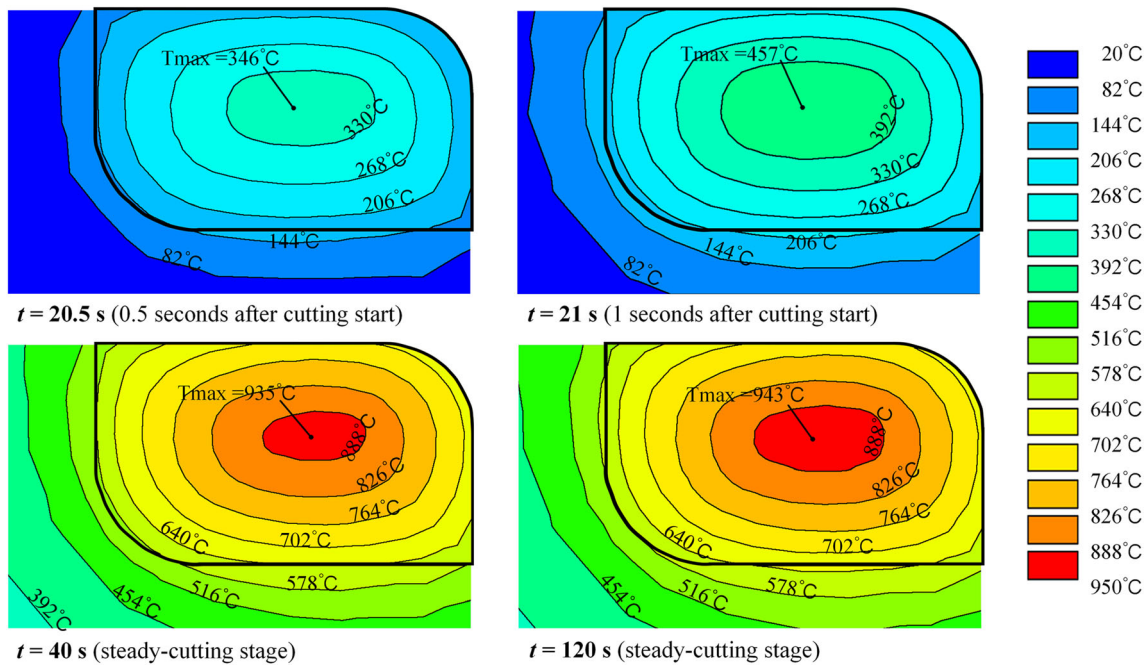 Tmax =346°C
330°C
268°C
206°C
144°C
82°C
t = 20.5 s (0.5 seconds after cutting start)
Tmax =457°C
392°C
330°C
268°C
206°C
144°C
82°C
t = 21 s (1 seconds after cutting start)
Tmax =935°C
888°C
826°C
764°C
702°C
640°C
578°C
516°C
454°C
392°C
t = 40 s (steady-cutting stage)
Tmax =943°C
888°C
826°C
764°C
702°C
640°C
578°C
516°C
454°C
t = 120 s (steady-cutting stage)
20°C
82°C
144°C
206°C
268°C
330°C
392°C
454°C
516°C
578°C
640°C
702°C
764°C
826°C
888°C
950°C